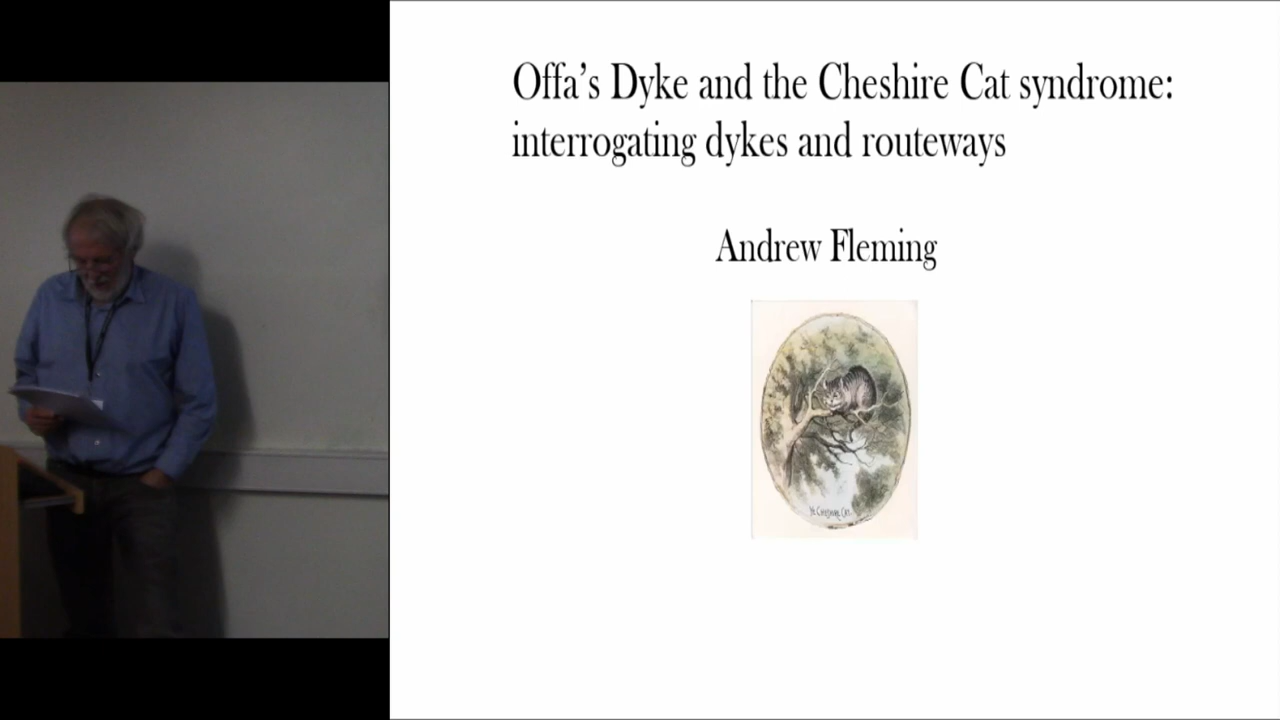 Offa’s Dyke and the Cheshire Cat syndrome:
interrogating dykes and routeways
Andrew Fleming